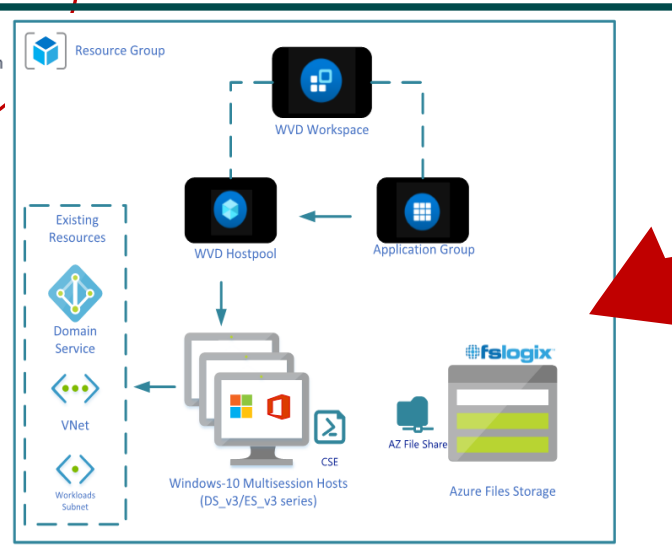 Resource Group
WVD Workspace
WVD Hostpool
Application Group
Existing
Resources
Domain
Service
VNet
Workloads
Subnet
CSE
Windows-10 Multisession Hosts
(DS_v3/ES_v3 series)
AZ File Share
fslogix
Azure Files Storage